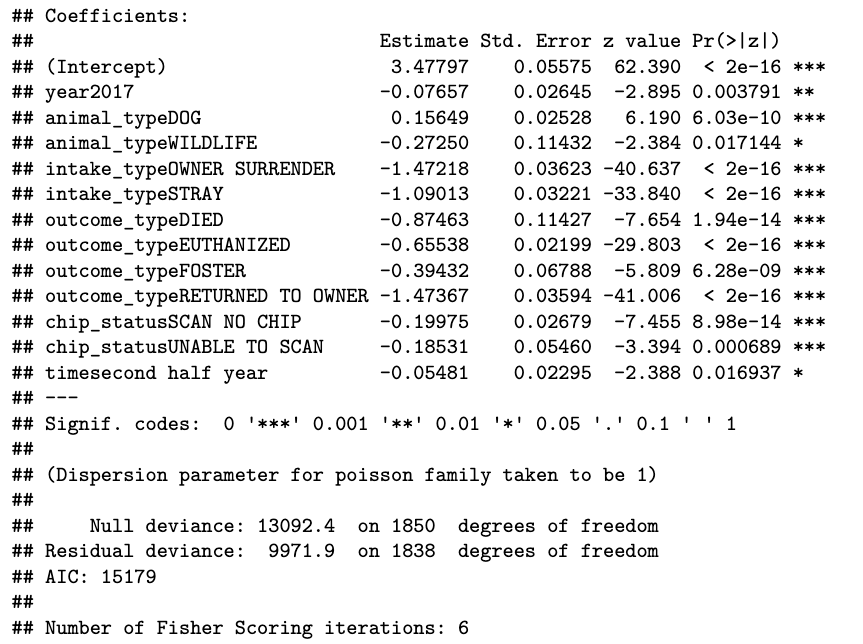 ## Coefficients:
##                               Estimate Std. Error z value Pr(>|z|)
## (Intercept)                    3.47797    0.05575  62.390  < 2e-16 ***
## year2017                      -0.07657    0.02645  -2.895 0.003791 **
## animal_typeDOG                 0.15649    0.02528   6.190 6.03e-10 ***
## animal_typeWILDLIFE           -0.27250    0.11432  -2.384 0.017144 *
## intake_typeOWNER SURRENDER    -1.47218    0.03623 -40.637  < 2e-16 ***
## intake_typeSTRAY              -1.09013    0.03221 -33.840  < 2e-16 ***
## outcome_typeDIED              -0.87463    0.11427  -7.654 1.94e-14 ***
## outcome_typeEUTHANIZED        -0.65538    0.02199 -29.803  < 2e-16 ***
## outcome_typeFOSTER            -0.39432    0.06788  -5.809 6.28e-09 ***
## outcome_typeRETURNED TO OWNER -1.47367    0.03594 -41.006  < 2e-16 ***
## chip_statusSCAN NO CHIP       -0.19975    0.02679  -7.455 8.98e-14 ***
## chip_statusUNABLE TO SCAN     -0.18531    0.05460  -3.394 0.000689 ***
## timesecond half year          -0.05481    0.02295  -2.388 0.016937 *
## ---
## Signif. codes:  0 '***' 0.001 '**' 0.01 '*' 0.05 '.' 0.1 ' ' 1
##
## (Dispersion parameter for poisson family taken to be 1)
##
##     Null deviance: 13092.4  on 1850  degrees of freedom
## Residual deviance:  9971.9  on 1838  degrees of freedom
## AIC: 15179
##
## Number of Fisher Scoring iterations: 6